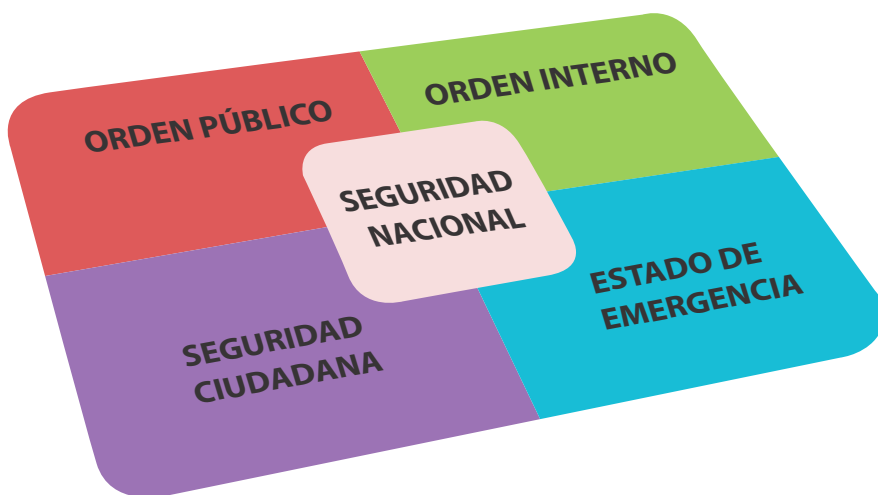 ORDEN PÚBLICO
ORDEN INTERNO
SEGURIDAD
NACIONAL
SEGURIDAD
CIUDADANA
ESTADO DE
EMERGENCIA